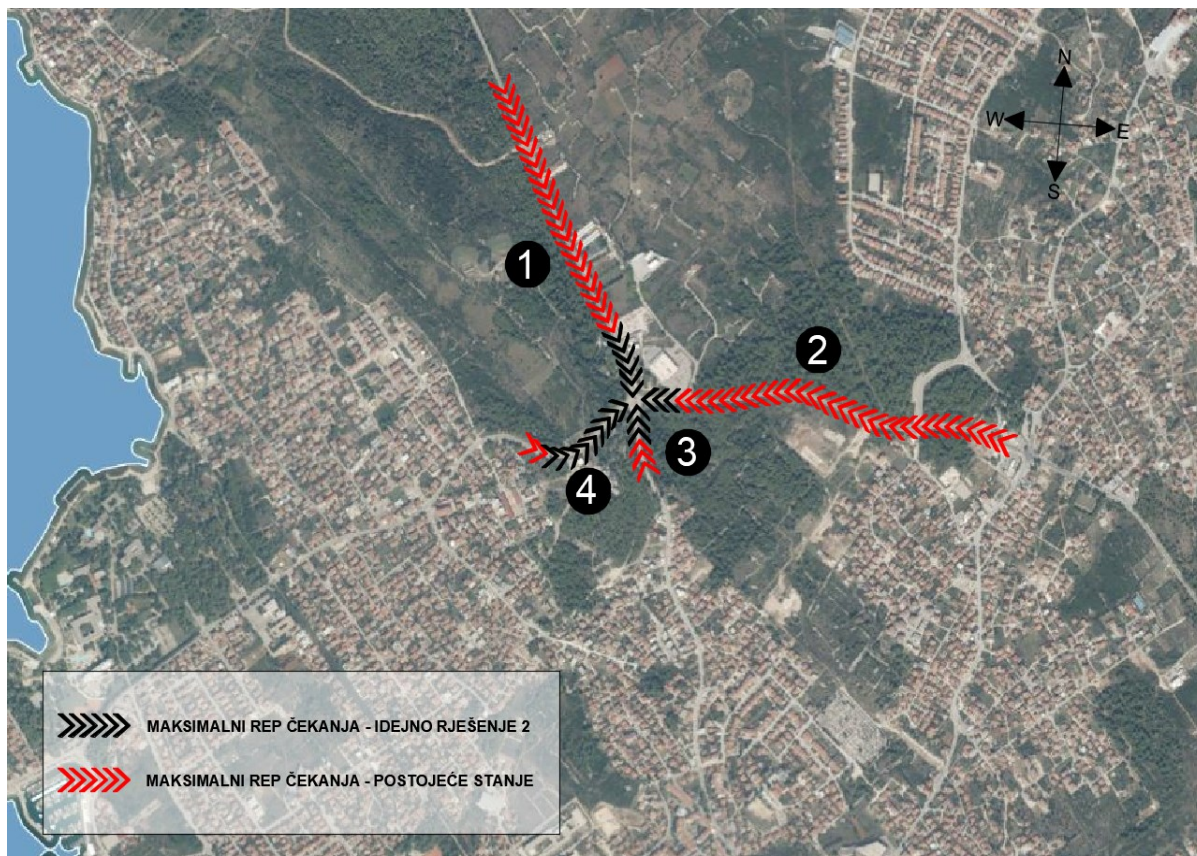 N
W E
S
1
2
3
4
MAKSIMALNI REP ČEKANJA - IDEJNO RJEŠENJE 2
MAKSIMALNI REP ČEKANJA - POSTOJEĆE STANJE